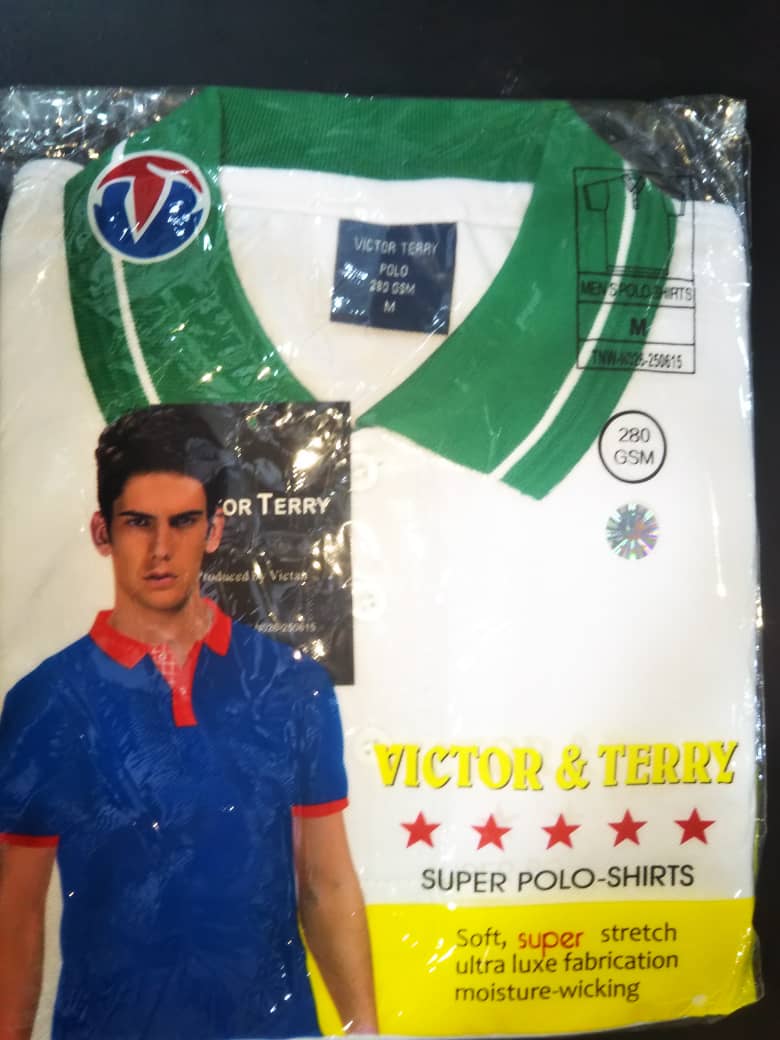 VICTOR TERRY
POLO
280 GSM
M
MEN'S POLO-SHIRTS
M
280
GSM
OR TERRY
roduced by Victan
VICTOR & TERRY
SUPER POLO-SHIRTS
Soft, super stretch
ultra luxe fabrication
moisture-wicking